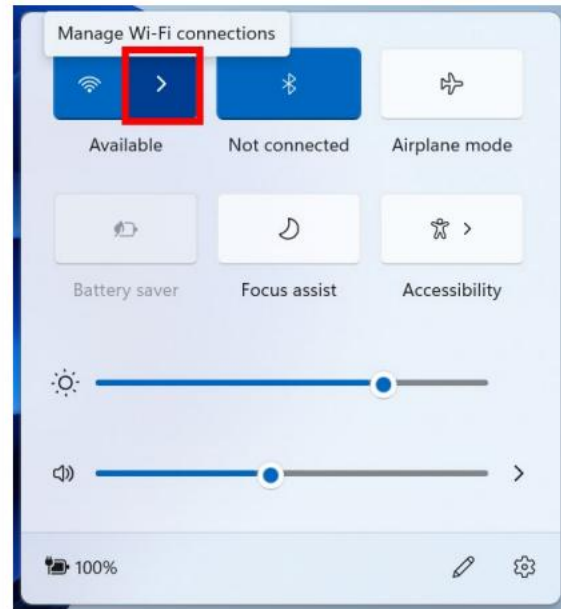 Manage Wi-Fi connections
Available Not connected Airplane mode
Battery saver Focus assist Accessibility
100%